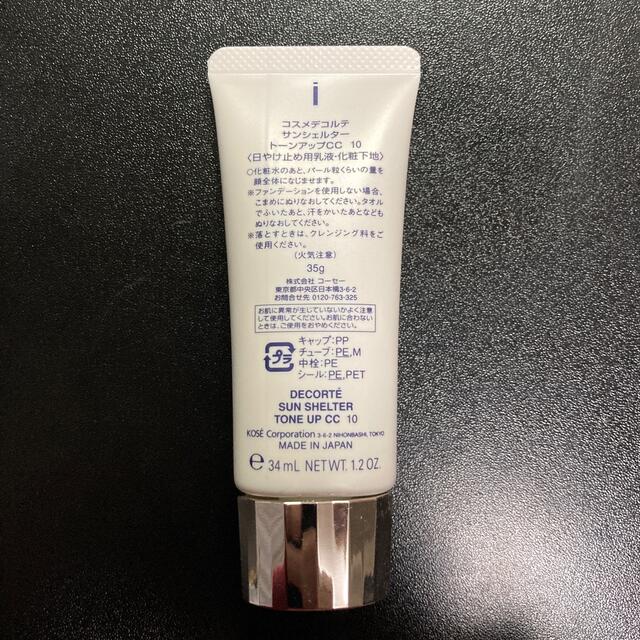 i
コスメデコルテ
サンシェルター
トーンアップCC 10
〈日やけ止め用乳液・化粧下地〉
○化粧水のあと、パール粒くらいの量を
顔全体になじませます。
※ファンデーションを使用しない場合、
こまめにぬりなおしてください。タオル
でふいたあと、汗をかいたあとなども
ぬりなおしてください。
※落とすときは、クレンジング料をご
使用ください。
(火気注意)
35g
株式会社 コーセー
東京都中央区日本橋3-6-2
お問合せ先 0120-763-325
お肌に異常が生じていないかよく注意
して使用してください。お肌に合わない
ときは、ご使用をおやめください。
プラ
キャップ:PP
チューブ:PE,M
中栓:PE
シール:PE,PET
DECORTÉ
SUN SHELTER
TONE UP CC 10
KOSÉ Corporation 3-6-2 NIHONBASHI, TOKYO
MADE IN JAPAN
e 34 mL NET WT. 1.2 OZ.